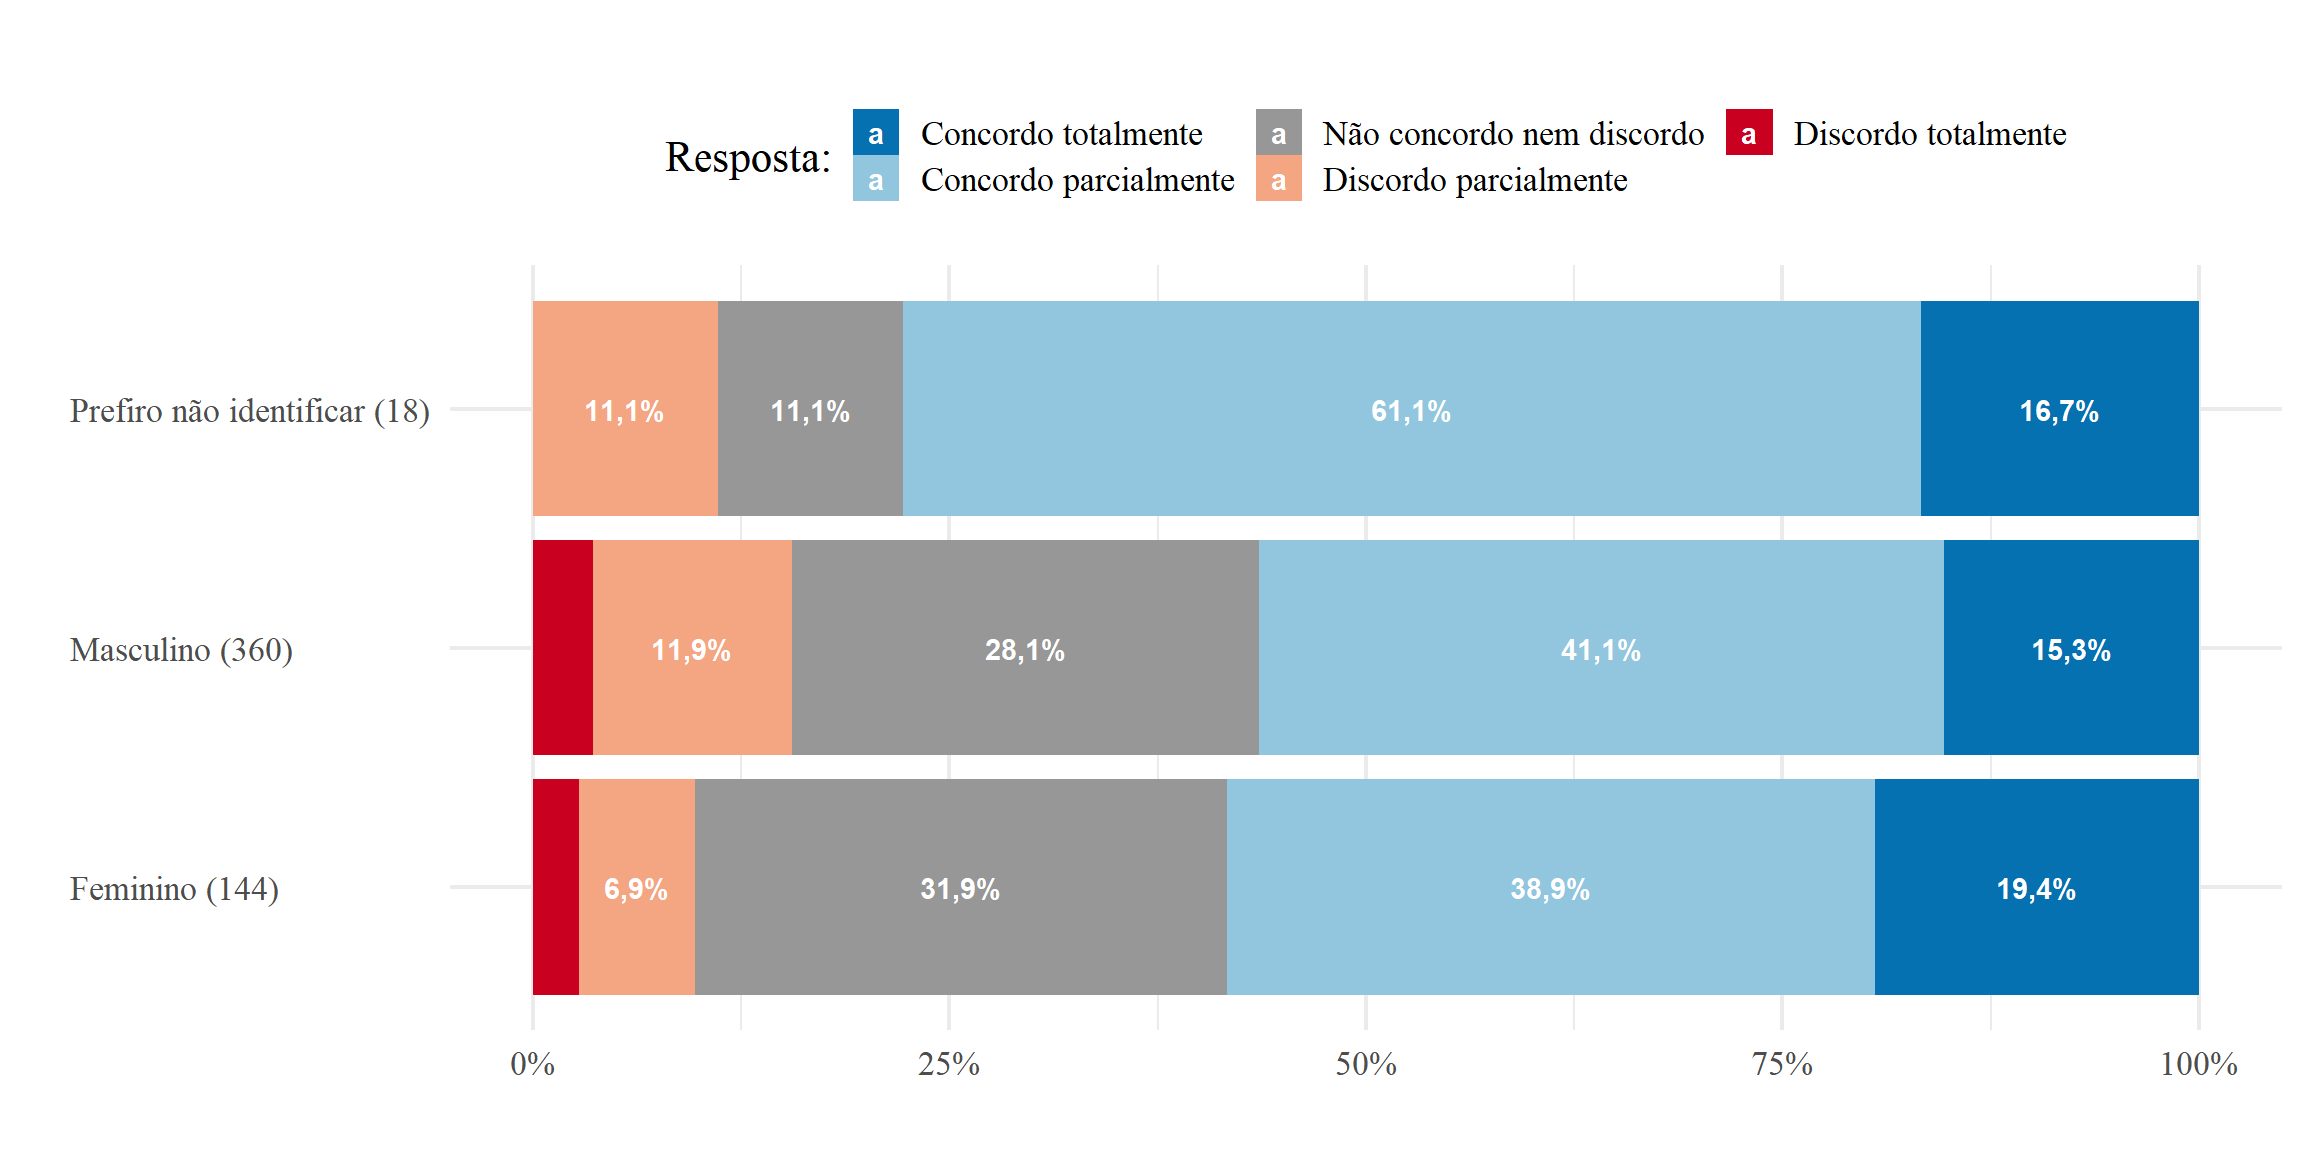 Resposta:
a Concordo totalmente
a Concordo parcialmente
a Não concordo nem discordo
a Discordo parcialmente
a Discordo totalmente
Prefiro não identificar (18)
11,1% 11,1% 61,1% 16,7%
Masculino (360)
11,9% 28,1% 41,1% 15,3%
Feminino (144)
6,9% 31,9% 38,9% 19,4%
0% 25% 50% 75% 100%